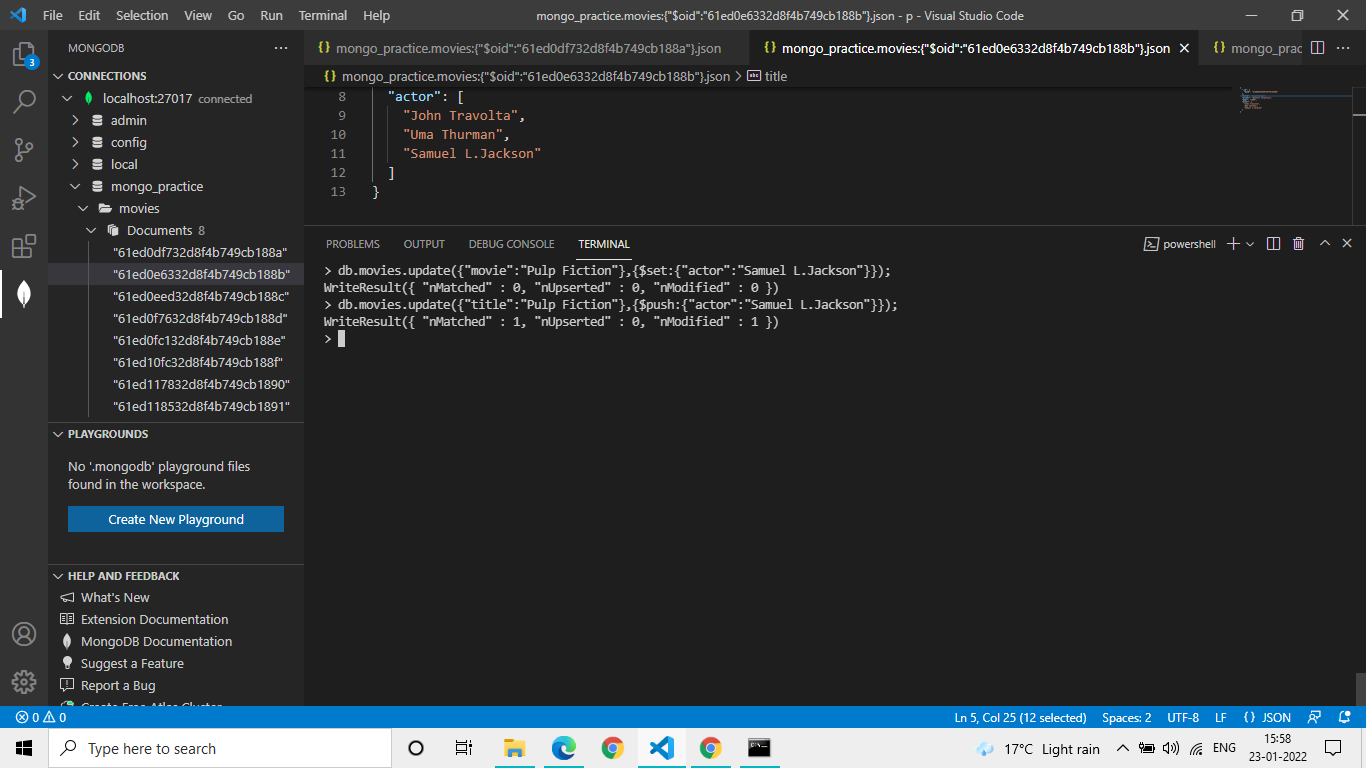 File Edit Selection View Go Run Terminal Help
mongo_practice.movies:{"$oid":"61ed0e6332d8f4b749cb188b"}.json - p - Visual Studio Code
MONGODB
CONNECTIONS
localhost:27017 connected
admin
config
local
mongo_practice
movies
Documents 8
"61ed0df732d8f4b749cb188a"
"61ed0e6332d8f4b749cb188b"
"61ed0eed32d8f4b749cb188c"
"61ed0f7632d8f4b749cb188d"
"61ed0fc132d8f4b749cb188e"
"61ed10fc32d8f4b749cb188f"
"61ed117832d8f4b749cb1890"
"61ed118532d8f4b749cb1891"
PLAYGROUNDS
No '.mongodb' playground files
found in the workspace.
Create New Playground
HELP AND FEEDBACK
What's New
Extension Documentation
MongoDB Documentation
Suggest a Feature
Report a Bug
Create Free Atlas Cluster
3
{} mongo_practice.movies:{"$oid":"61ed0df732d8f4b749cb188a"}.json
{} mongo_practice.movies:{"$oid":"61ed0e6332d8f4b749cb188b"}.json
{} mongo_prac
{} mongo_practice.movies:{"$oid":"61ed0e6332d8f4b749cb188b"}.json > abc title
8 "actor": [
9 "John Travolta",
10 "Uma Thurman",
11 "Samuel L.Jackson"
12 ]
13 }
PROBLEMS OUTPUT DEBUG CONSOLE TERMINAL
powershell
> db.movies.update({"movie":"Pulp Fiction"},{$set:{"actor":"Samuel L.Jackson"}});
WriteResult({ "nMatched" : 0, "nUpserted" : 0, "nModified" : 0 })
> db.movies.update({"title":"Pulp Fiction"},{$push:{"actor":"Samuel L.Jackson"}});
WriteResult({ "nMatched" : 1, "nUpserted" : 0, "nModified" : 1 })
>
0 0
Ln 5, Col 25 (12 selected) Spaces: 2 UTF-8 LF {} JSON
Type here to search
17°C Light rain
ENG
15:58
23-01-2022